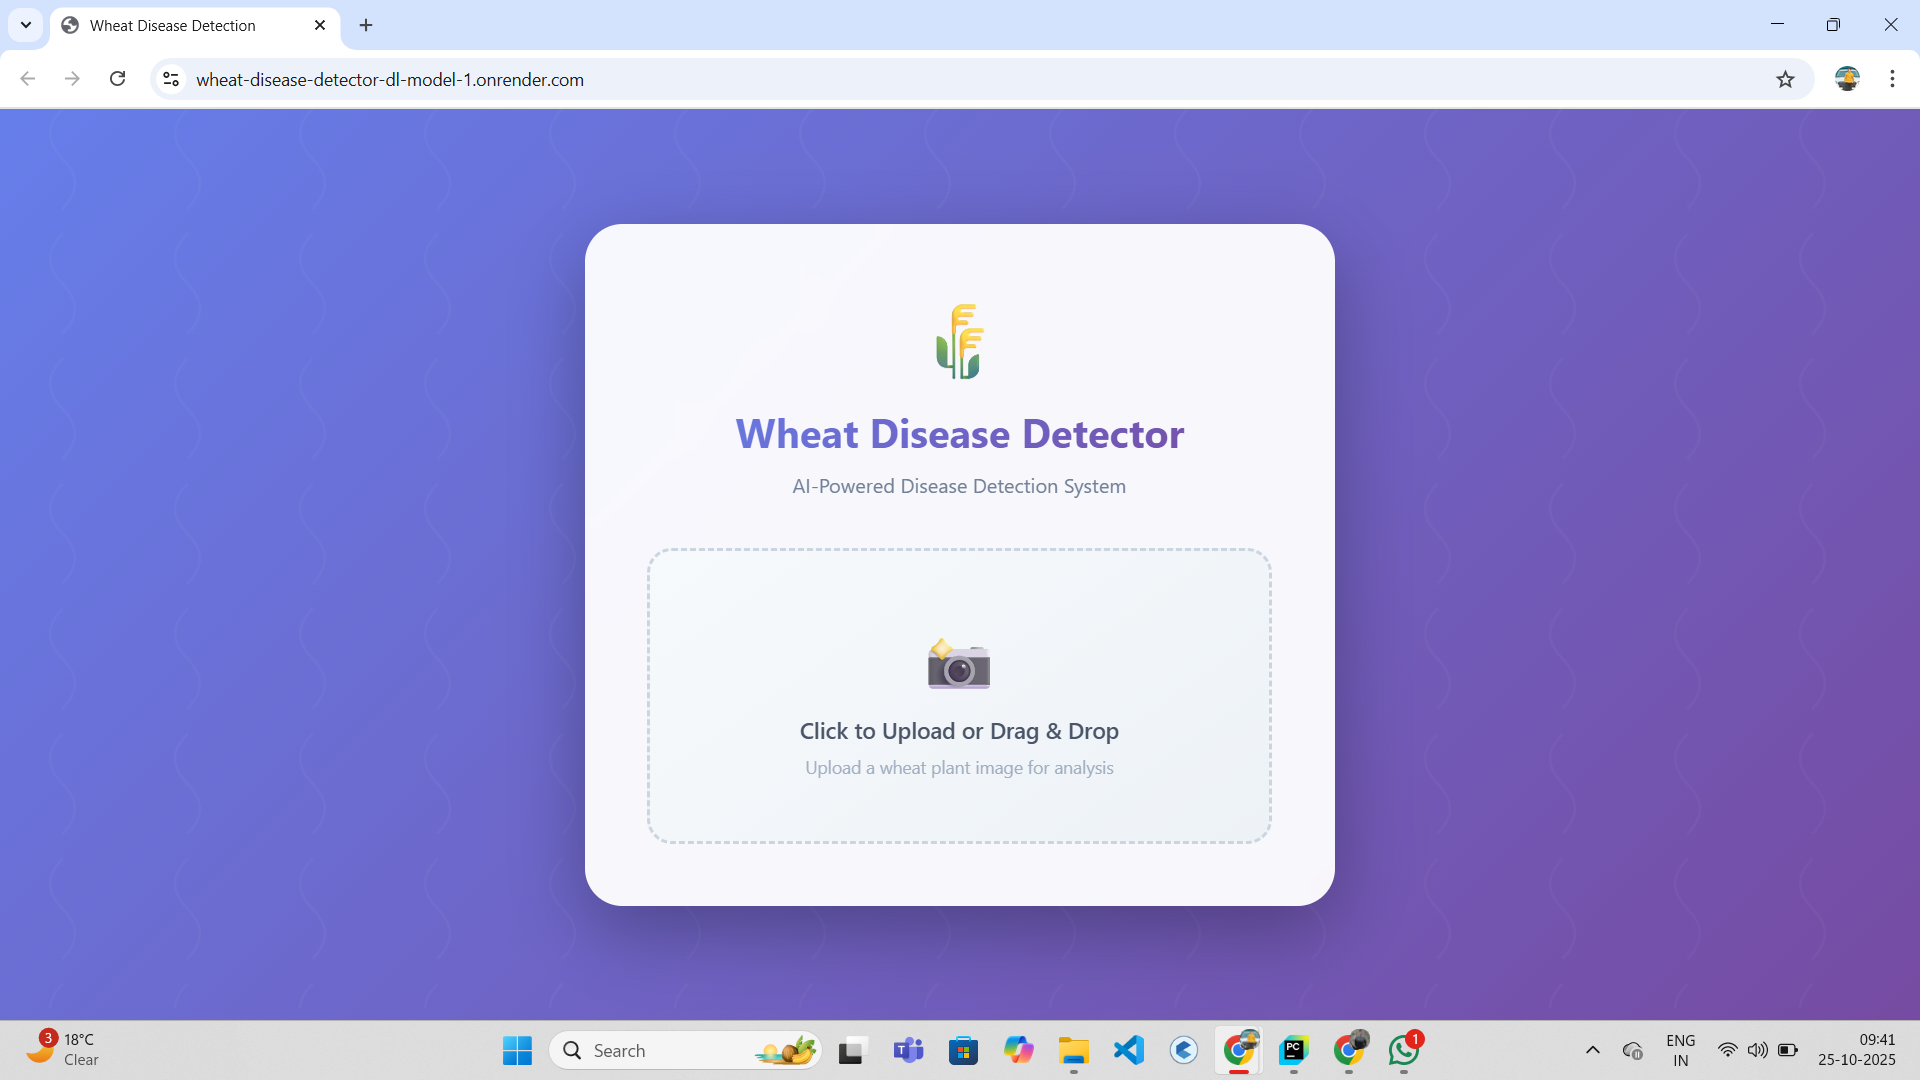 Wheat Disease Detection
wheat-disease-detector-dl-model-1.onrender.com
Wheat Disease Detector
AI-Powered Disease Detection System
Click to Upload or Drag & Drop
Upload a wheat plant image for analysis
3
18°C
Clear
Search
T
PC
1
ENG
IN
09:41
25-10-2025